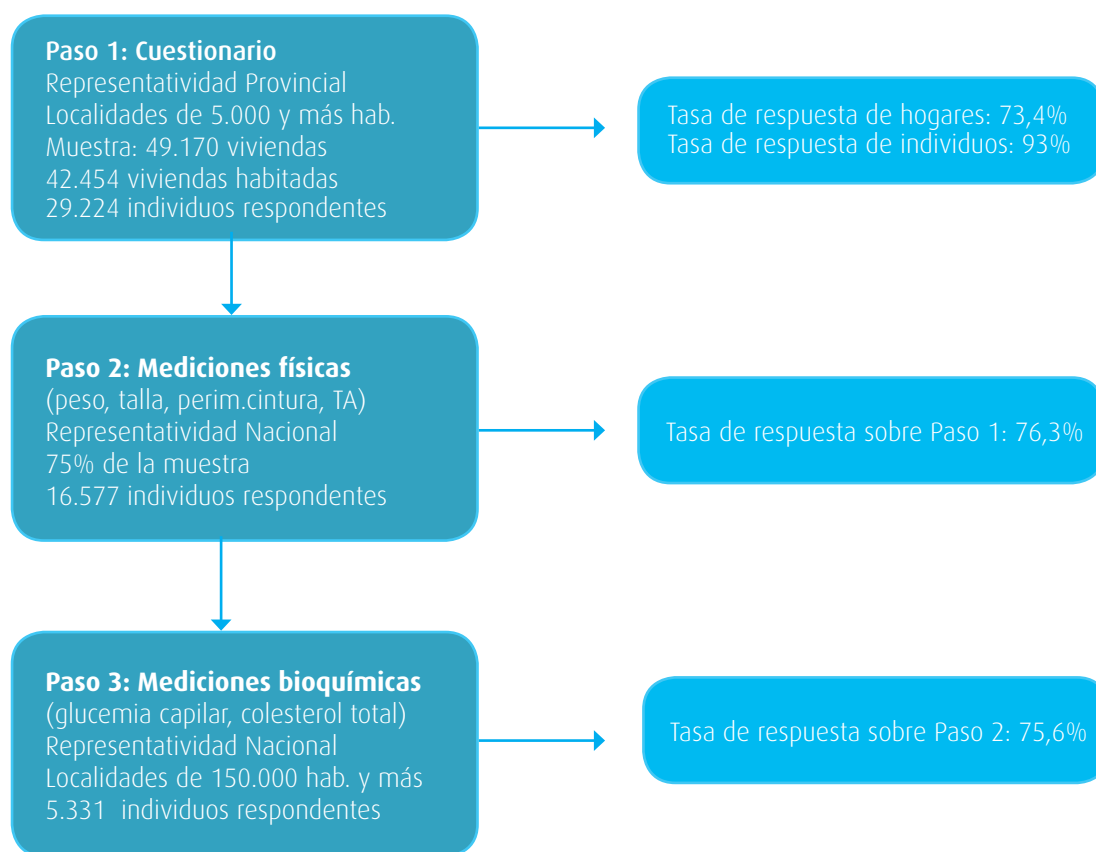 Paso 1: Cuestionario
Representatividad Provincial
Localidades de 5.000 y más hab.
Muestra: 49.170 viviendas
42.454 viviendas habitadas
29.224 individuos respondentes
Tasa de respuesta de hogares: 73,4%
Tasa de respuesta de individuos: 93%
Paso 2: Mediciones físicas
(peso, talla, perim.cintura, TA)
Representatividad Nacional
75% de la muestra
16.577 individuos respondentes
Tasa de respuesta sobre Paso 1: 76,3%
Paso 3: Mediciones bioquímicas
(glucemia capilar, colesterol total)
Representatividad Nacional
Localidades de 150.000 hab. y más
5.331 individuos respondentes
Tasa de respuesta sobre Paso 2: 75,6%